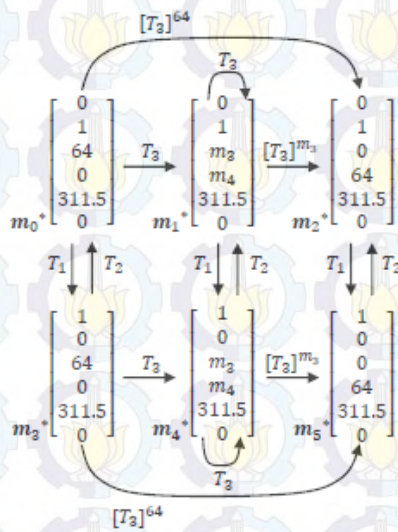 [T₃]⁶⁴
T₃
0 0 0
1 1 1
64 m₃ 0
0 m₄ 64
311.5 311.5 311.5
0 0 0
T₃ [T₃]^m₃
m₀* m₁* m₂*
T₁ T₂ T₁ T₂ T₁ T₂
1 1 1
0 0 0
64 m₃ 0
0 m₄ 64
311.5 311.5 311.5
0 0 0
T₃ [T₃]^m₃
m₃* m₄* m₅*
T₃
[T₃]⁶⁴